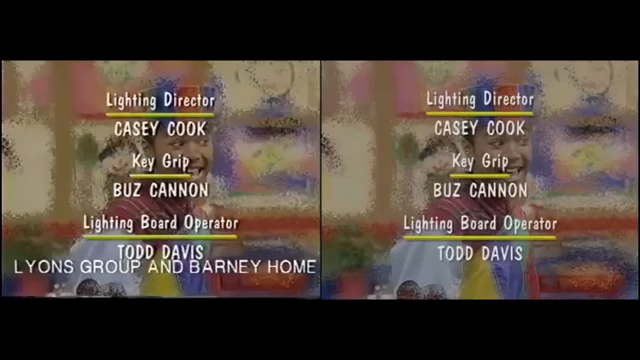 Lighting Director
CASEY COOK
Key Grip
BUZ CANNON
Lighting Board Operator
TODD DAVIS
LYONS GROUP AND BARNEY HOME
Lighting Director
CASEY COOK
Key Grip
BUZ CANNON
Lighting Board Operator
TODD DAVIS